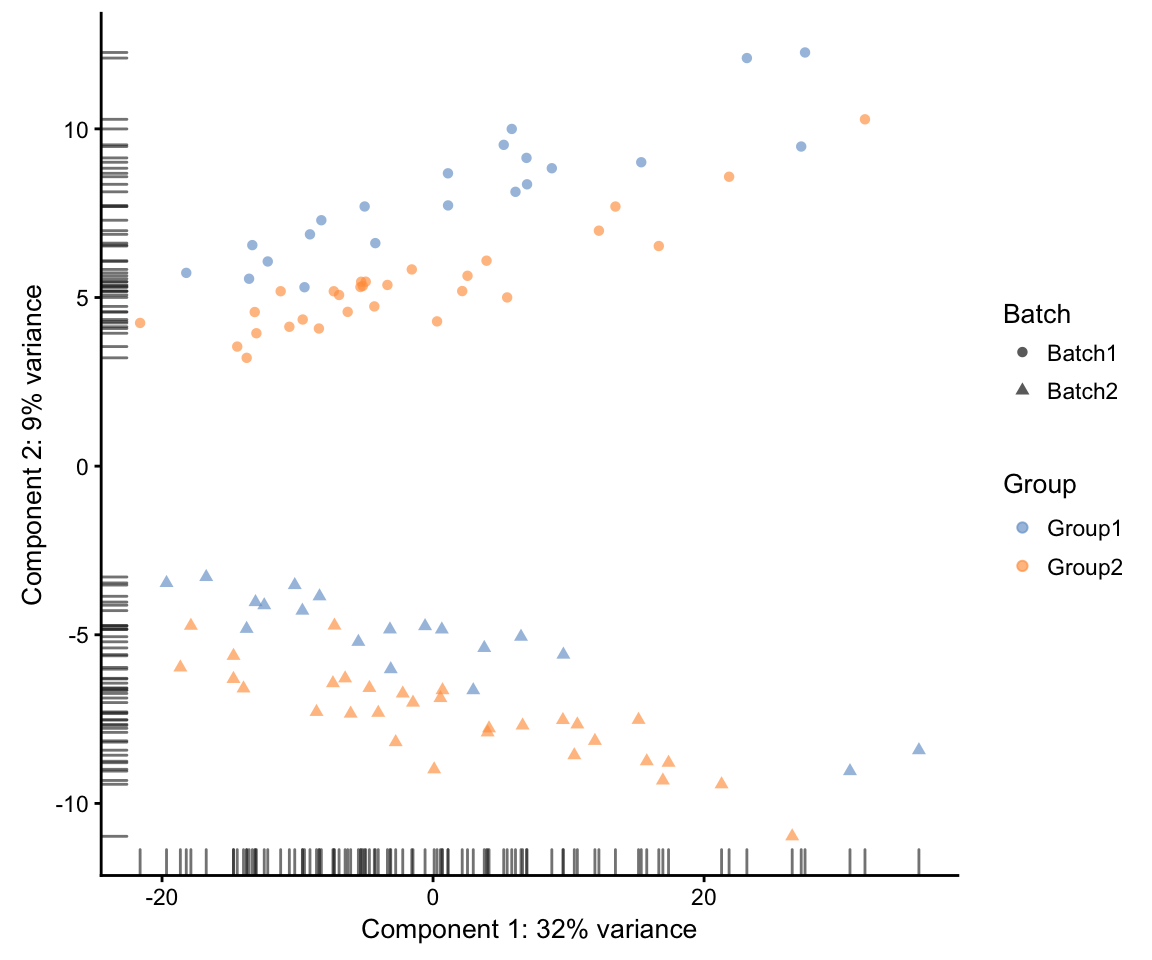 10
5
0
-5
-10
Component 2: 9% variance
-20
0
20
Component 1: 32% variance
Batch
Batch1
Batch2
Group
Group1
Group2